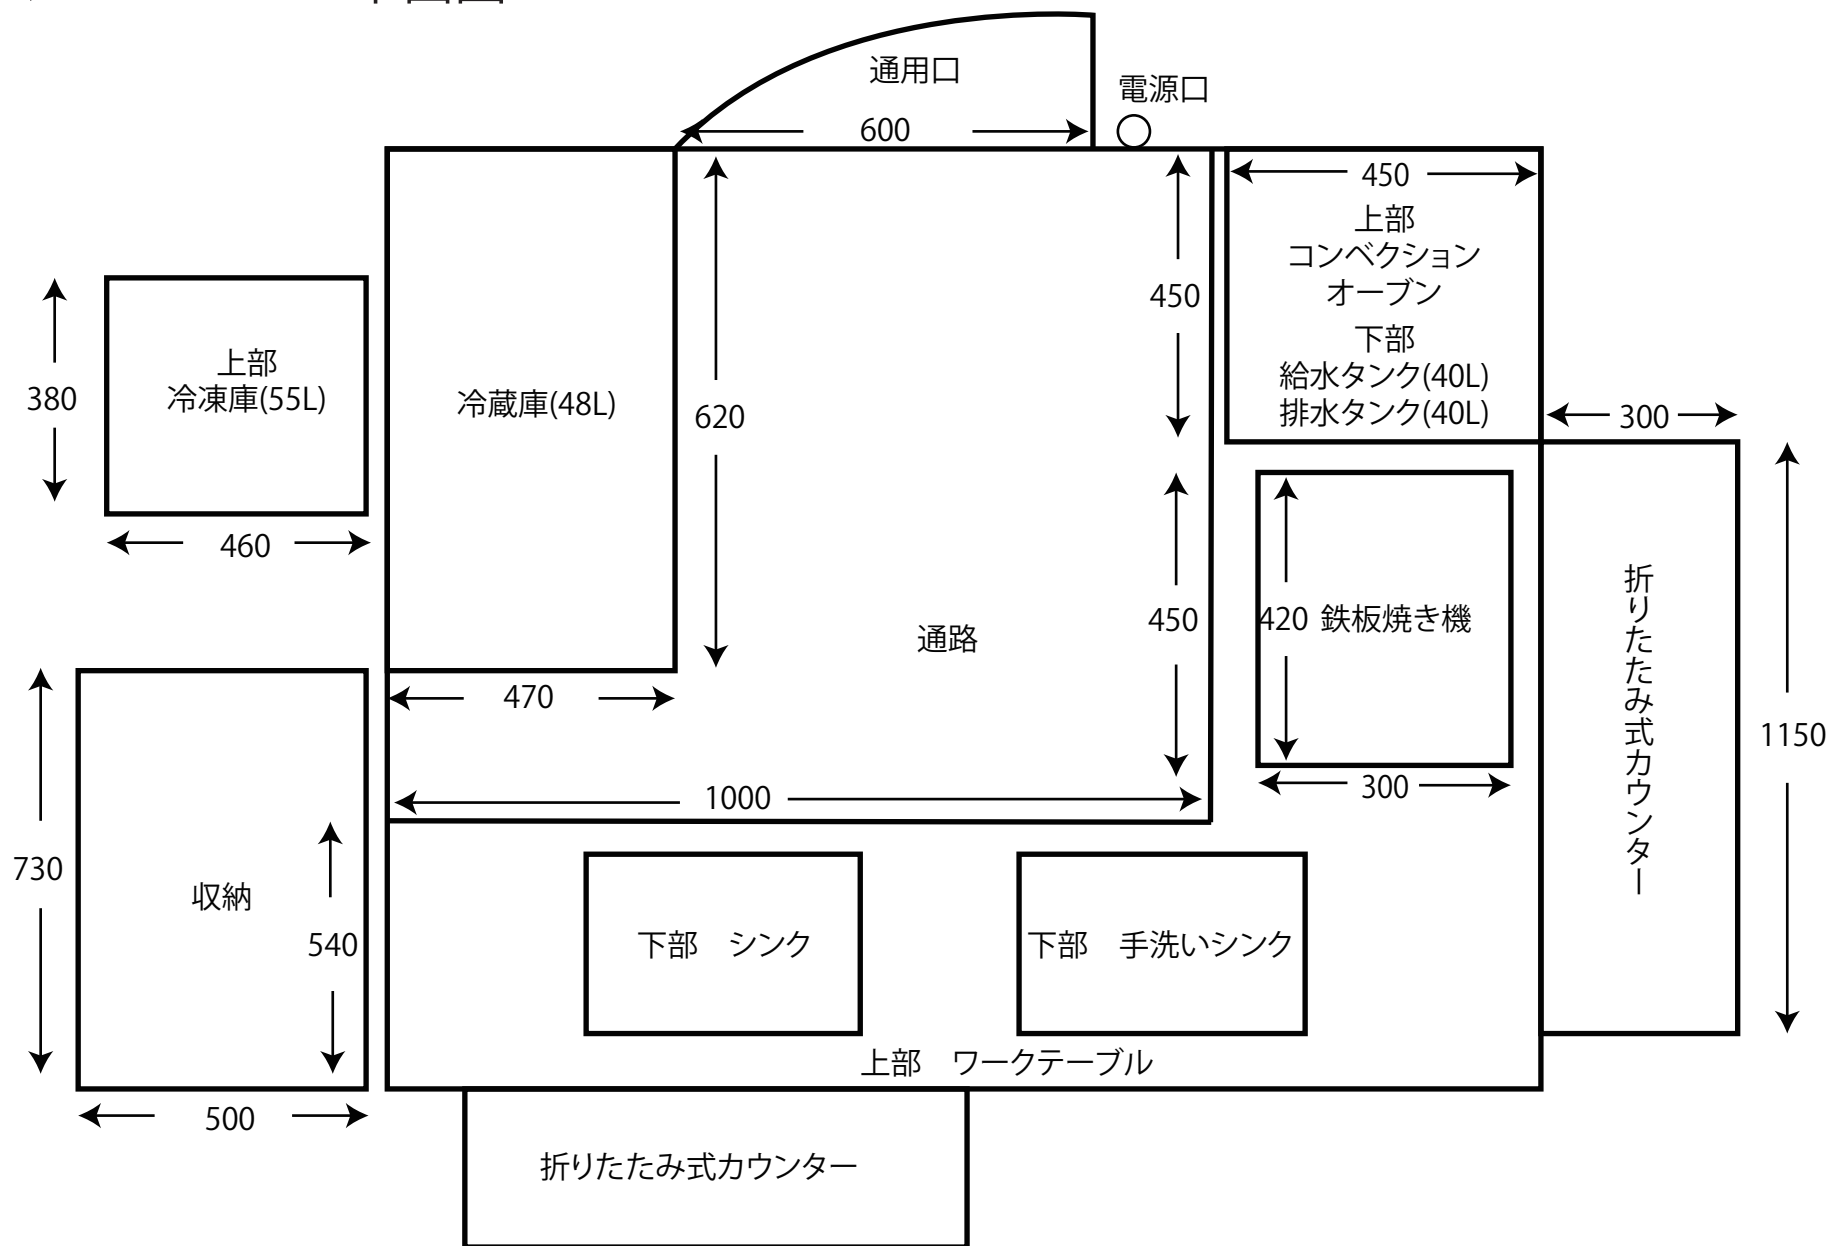 通用口
電源口
600
450
上部
コンベクション
オーブン
下部
給水タンク(40L)
排水タンク(40L)
450
380
上部
冷凍庫(55L)
冷蔵庫(48L)
620
300
460
折りたたみ式カウンター
1150
420 鉄板焼き機
450
通路
470
300
1000
730
収納
540
下部 シンク
下部 手洗いシンク
上部 ワークテーブル
500
折りたたみ式カウンター